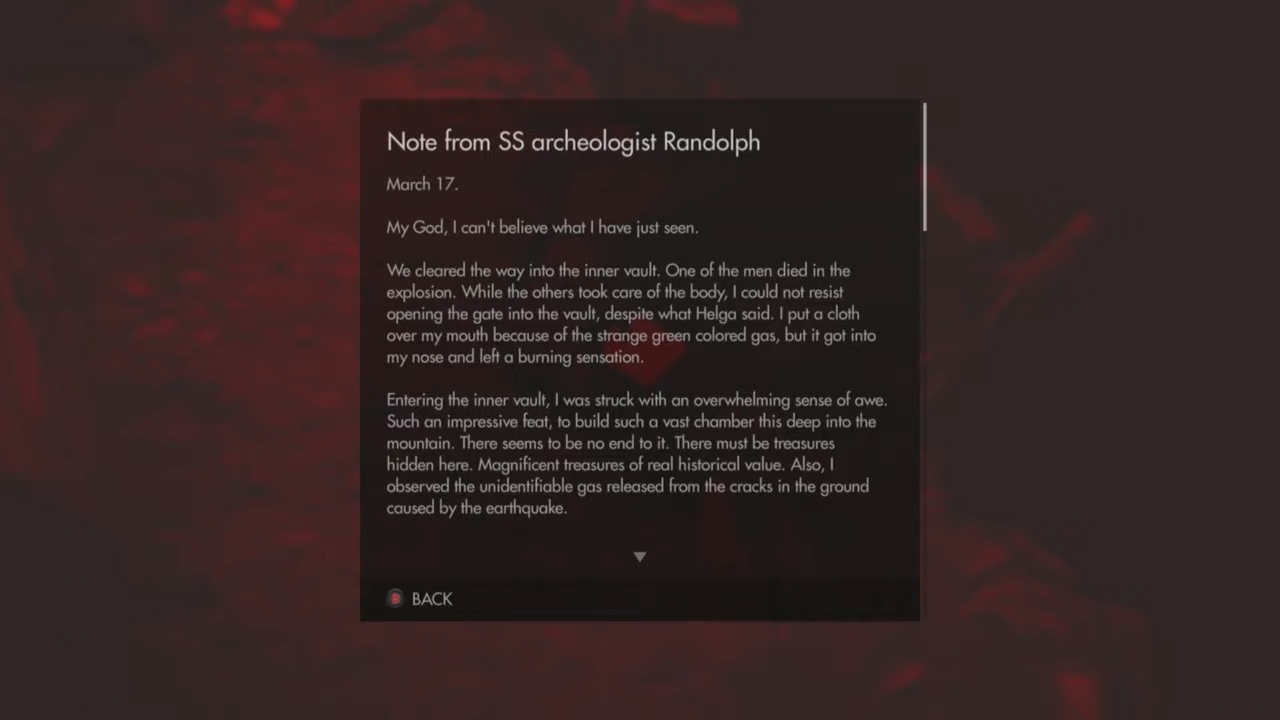 Note from SS archeologist Randolph
March 17.
My God, I can't believe what I have just seen.
We cleared the way into the inner vault. One of the men died in the
explosion. While the others took care of the body, I could not resist
opening the gate into the vault, despite what Helga said. I put a cloth
over my mouth because of the strange green colored gas, but it got into
my nose and left a burning sensation.
Entering the inner vault, I was struck with an overwhelming sense of awe.
Such an impressive feat, to build such a vast chamber this deep into the
mountain. There seems to be no end to it. There must be treasures
hidden here. Magnificent treasures of real historical value. Also, I
observed the unidentifiable gas released from the cracks in the ground
caused by the earthquake.
B BACK